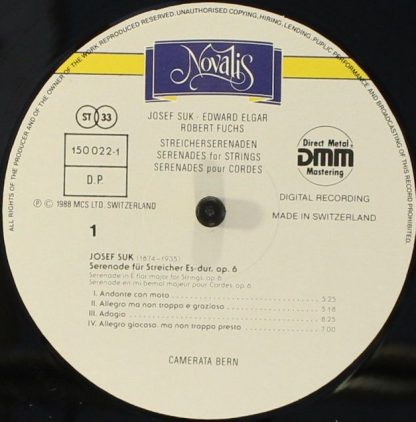 ALL RIGHTS OF THE PRODUCER AND OF THE OWNER OF THE WORK REPRODUCED RESERVED. UNAUTHORISED COPYING, HIRING, LENDING, PUBLIC PERFORMANCE AND BROADCASTING OF THIS RECORD PROHIBITED.
Novalis
JOSEF SUK · EDWARD ELGAR
ROBERT FUCHS
STREICHERSERENADEN
SERENADES for STRINGS
SERENADES pour CORDES
ST 33
150 022-1
D.P.
Direct Metal
DMM
Mastering
DIGITAL RECORDING
MADE IN SWITZERLAND
Ⓟ © 1988 MCS LTD. SWITZERLAND
1
JOSEF SUK (1874-1935)
Serenade für Streicher Es-dur, op. 6
Serenade in E flat major for Strings, op. 6
Serenade en mi bemol majeur pour Cordes, op. 6
I. Andante con moto 5:25
II. Allegro ma non troppo e grazioso 5:18
III. Adagio 8:25
IV. Allegro giocoso, ma non troppo presto 7:00
CAMERATA BERN